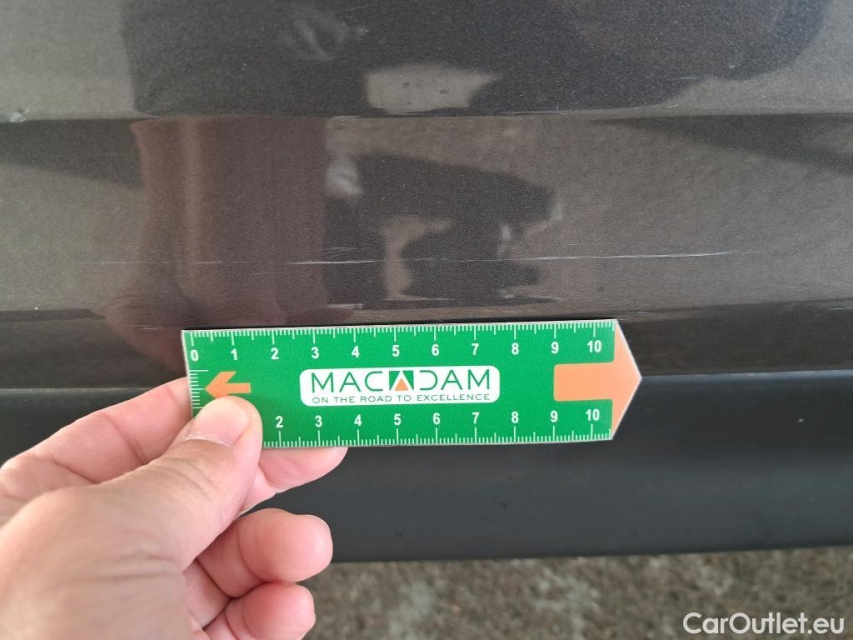 0 1 2 3 4 5 6 7 8 9 10
MACADAM
ON THE ROAD TO EXCELLENCE
2 3 4 5 6 7 8 9 10
CarOutlet.eu